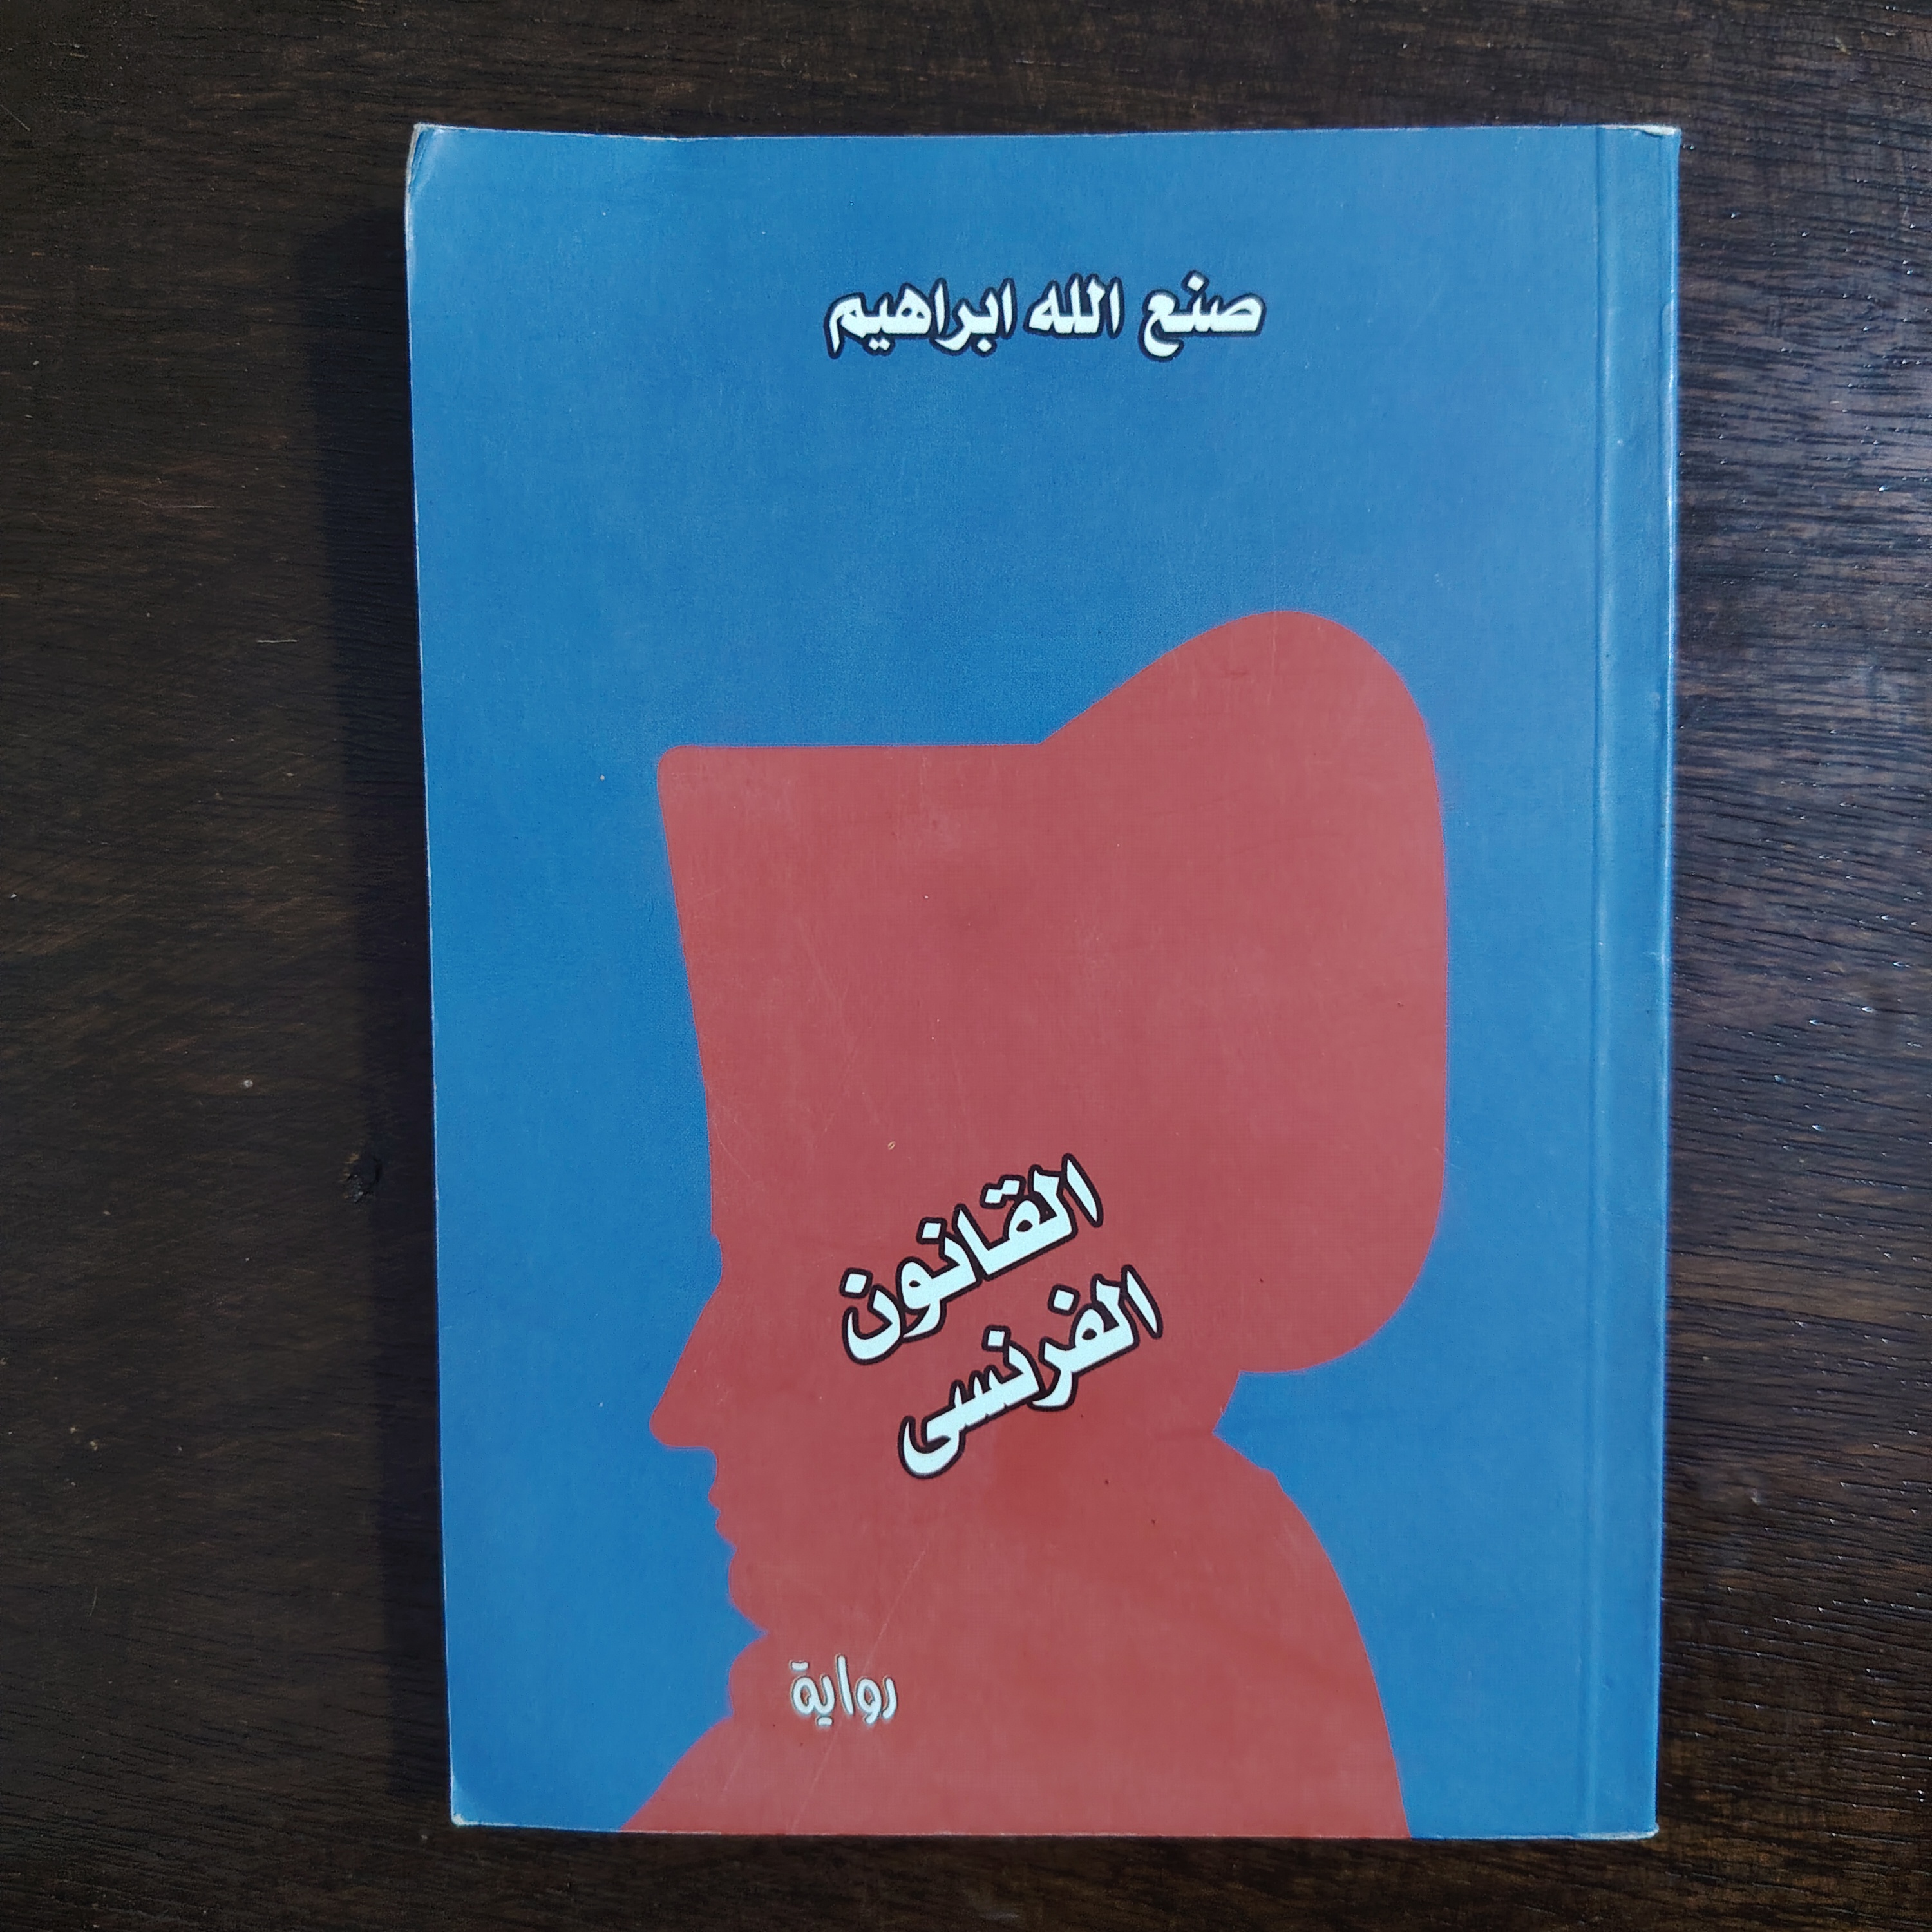 صنع الله ابراهيم
القانون
الفرنسى
رواية